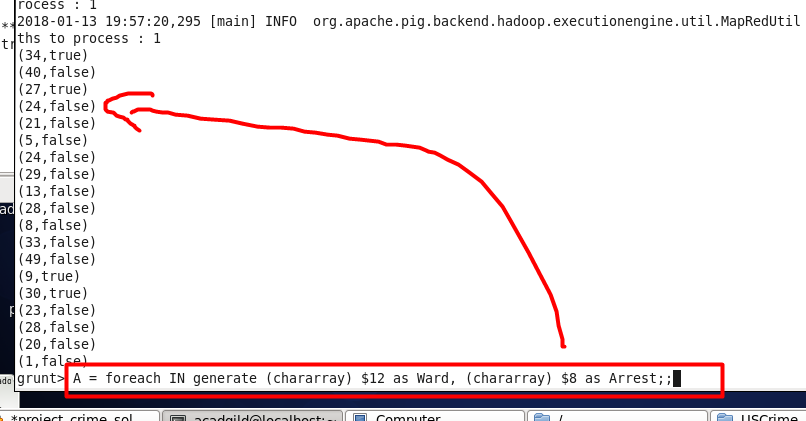 rocess : 1
2018-01-13 19:57:20,295 [main] INFO  org.apache.pig.backend.hadoop.executionengine.util.MapRedUtil
ths to process : 1
(34,true)
(40,false)
(27,true)
(24,false)
(21,false)
(5,false)
(24,false)
(29,false)
(13,false)
(28,false)
(8,false)
(33,false)
(49,false)
(9,true)
(30,true)
(23,false)
(28,false)
(20,false)
(1,false)
grunt> A = foreach IN generate (chararray) $12 as Ward, (chararray) $8 as Arrest;;
*project_crime_sol acadgild@localhost:~ Computer / USCrime